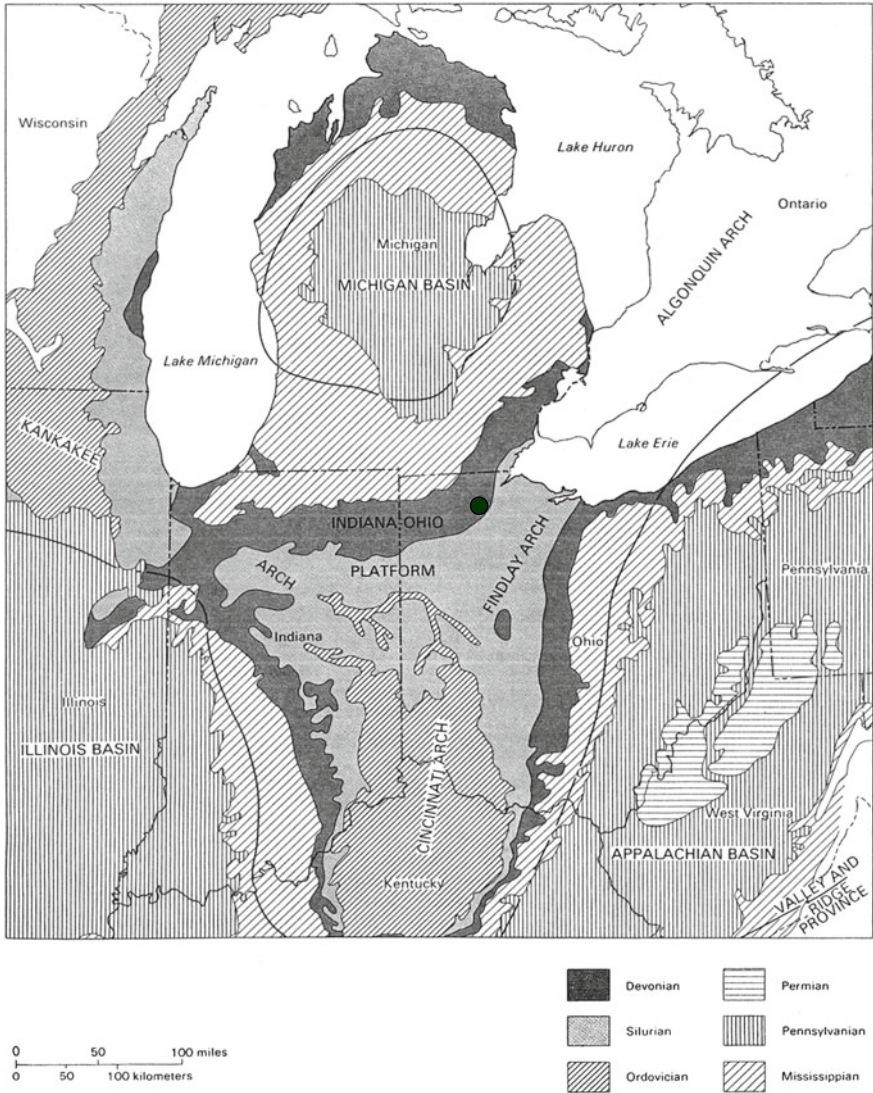 Wisconsin
Lake Huron
Ontario
Michigan
MICHIGAN BASIN
ALGONQUIN ARCH
Lake Michigan
KANKAKEE
Lake Erie
INDIANA-OHIO
PLATFORM
ARCH
FINDLAY ARCH
Pennsylvania
Indiana
Ohio
Illinois
ILLINOIS BASIN
CINCINNATI ARCH
West Virginia
APPALACHIAN BASIN
Kentucky
VALLEY AND
RIDGE
PROVINCE
Devonian
Permian
Silurian
Pennsylvanian
Ordovician
Mississippian
0 50 100 miles
0 50 100 kilometers